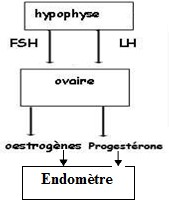 hypophyse
FSH LH
ovaire
oestrogènes Progestérone
Endomètre